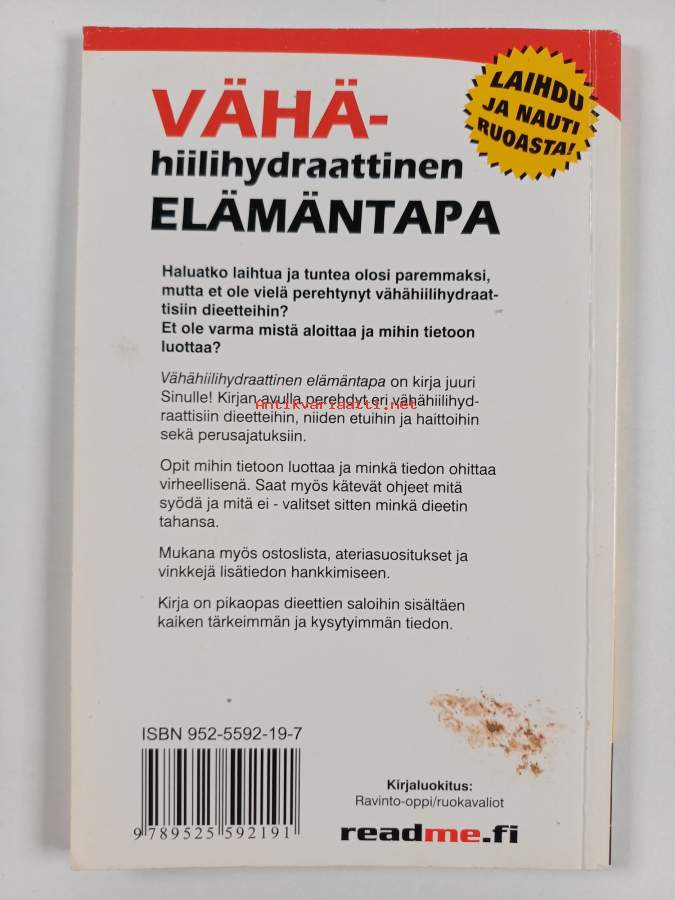 LAIHDU
JA NAUTI
RUOASTA!
VÄHÄ-
hiilihydraattinen
ELÄMÄNTAPA
Haluatko laihtua ja tuntea olosi paremmaksi,
mutta et ole vielä perehtynyt vähähiilihydraat-
tisiin dieetteihin?
Et ole varma mistä aloittaa ja mihin tietoon
luottaa?
Vähähiilihydraattinen elämäntapa on kirja juuri
Sinulle! Kirjan avulla perehdyt eri vähähiilihyd-
Antikvariaatti.net
raattisiin dieetteihin, niiden etuihin ja haittoihin
sekä perusajatuksiin.
Opit mihin tietoon luottaa ja minkä tiedon ohittaa
virheellisenä. Saat myös kätevät ohjeet mitä
syödä ja mitä ei - valitset sitten minkä dieetin
tahansa.
Mukana myös ostoslista, ateriasuositukset ja
vinkkejä lisätiedon hankkimiseen.
Kirja on pikaopas dieettien saloihin sisältäen
kaiken tärkeimmän ja kysytyimmän tiedon.
ISBN 952-5592-19-7
9 789525 592191
Kirjaluokitus:
Ravinto-oppi/ruokavaliot
readme.fi